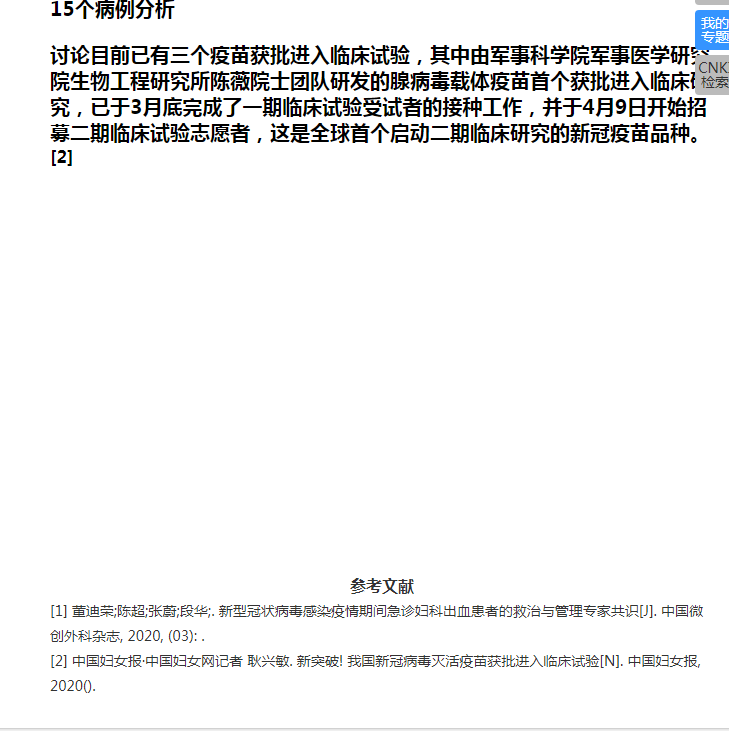 15个病例分析
我的
专题
讨论目前已有三个疫苗获批进入临床试验，其中由军事科学院军事医学研究
院生物工程研究所陈薇院士团队研发的腺病毒载体疫苗首个获批进入临床研
CNKI
检索
究，已于3月底完成了一期临床试验受试者的接种工作，并于4月9日开始招
募二期临床试验志愿者，这是全球首个启动二期临床研究的新冠疫苗品种。
[2]
参考文献
[1] 董迪荣;陈超;张蔚;段华;. 新型冠状病毒感染疫情期间急诊妇科出血患者的救治与管理专家共识[J]. 中国微
创外科杂志, 2020, (03): .
[2] 中国妇女报·中国妇女网记者 耿兴敏. 新突破! 我国新冠病毒灭活疫苗获批进入临床试验[N]. 中国妇女报,
2020().